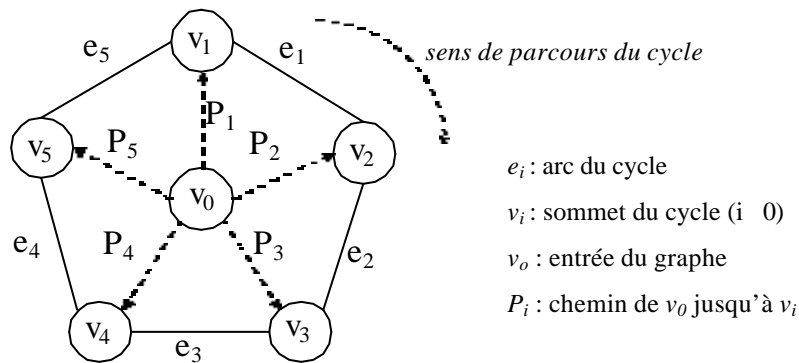 v1
e5
e1
sens de parcours du cycle
P1
P5
P2
v5
v2
v0
ei : arc du cycle
vi : sommet du cycle (i 0)
e4
P4
P3
e2
vo : entrée du graphe
Pi : chemin de v0 jusqu'à vi
v4
v3
e3